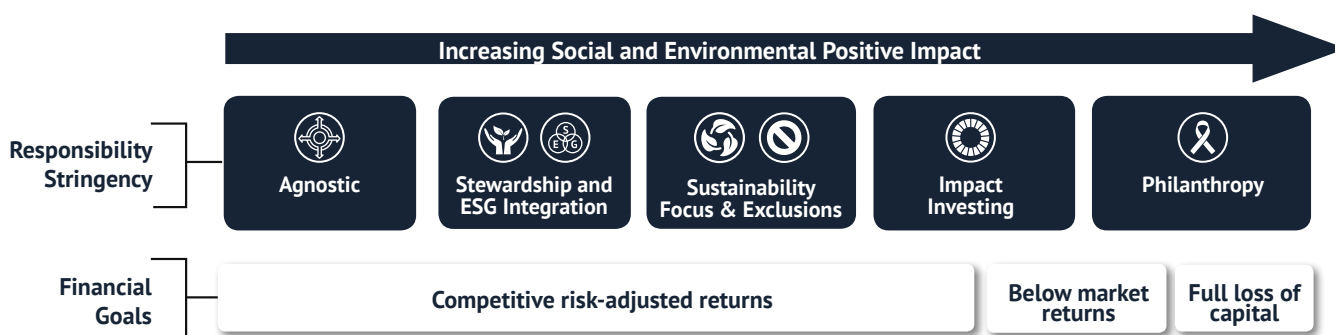 Increasing Social and Environmental Positive Impact
Responsibility
Stringency
Agnostic
S
E G
Stewardship and
ESG Integration
Sustainability
Focus & Exclusions
Impact
Investing
Philanthropy
Financial
Goals
Competitive risk-adjusted returns
Below market
returns
Full loss of
capital